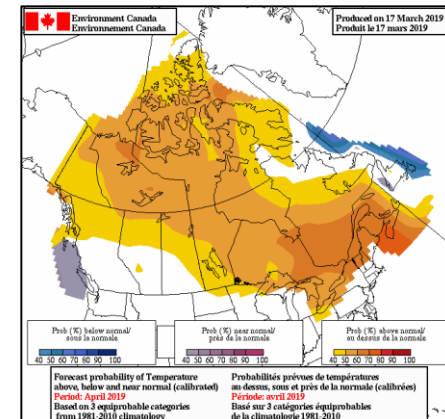 Environment Canada
Environnement Canada
Produced on 17 March 2019
Produit le 17 mars 2019
Prob (%) below normal/
sous la normale
40 50 60 70 80 90 100
Prob (%) near normal/
près de la normale
40 50 60 70 80 90 100
Prob (%) above normal/
au dessus de la normale
40 50 60 70 80 90 100
Forecast probability of Temperature
above, below and near normal (calibrated)
Period: April 2019
Based on 3 equiprobable categories
from 1981-2010 climatology
Probabilités prévues de températures
au-dessus, sous et près de la normale (calibrées)
Période: avril 2019
Basé sur 3 catégories équiprobables
de la climatologie 1981-2010